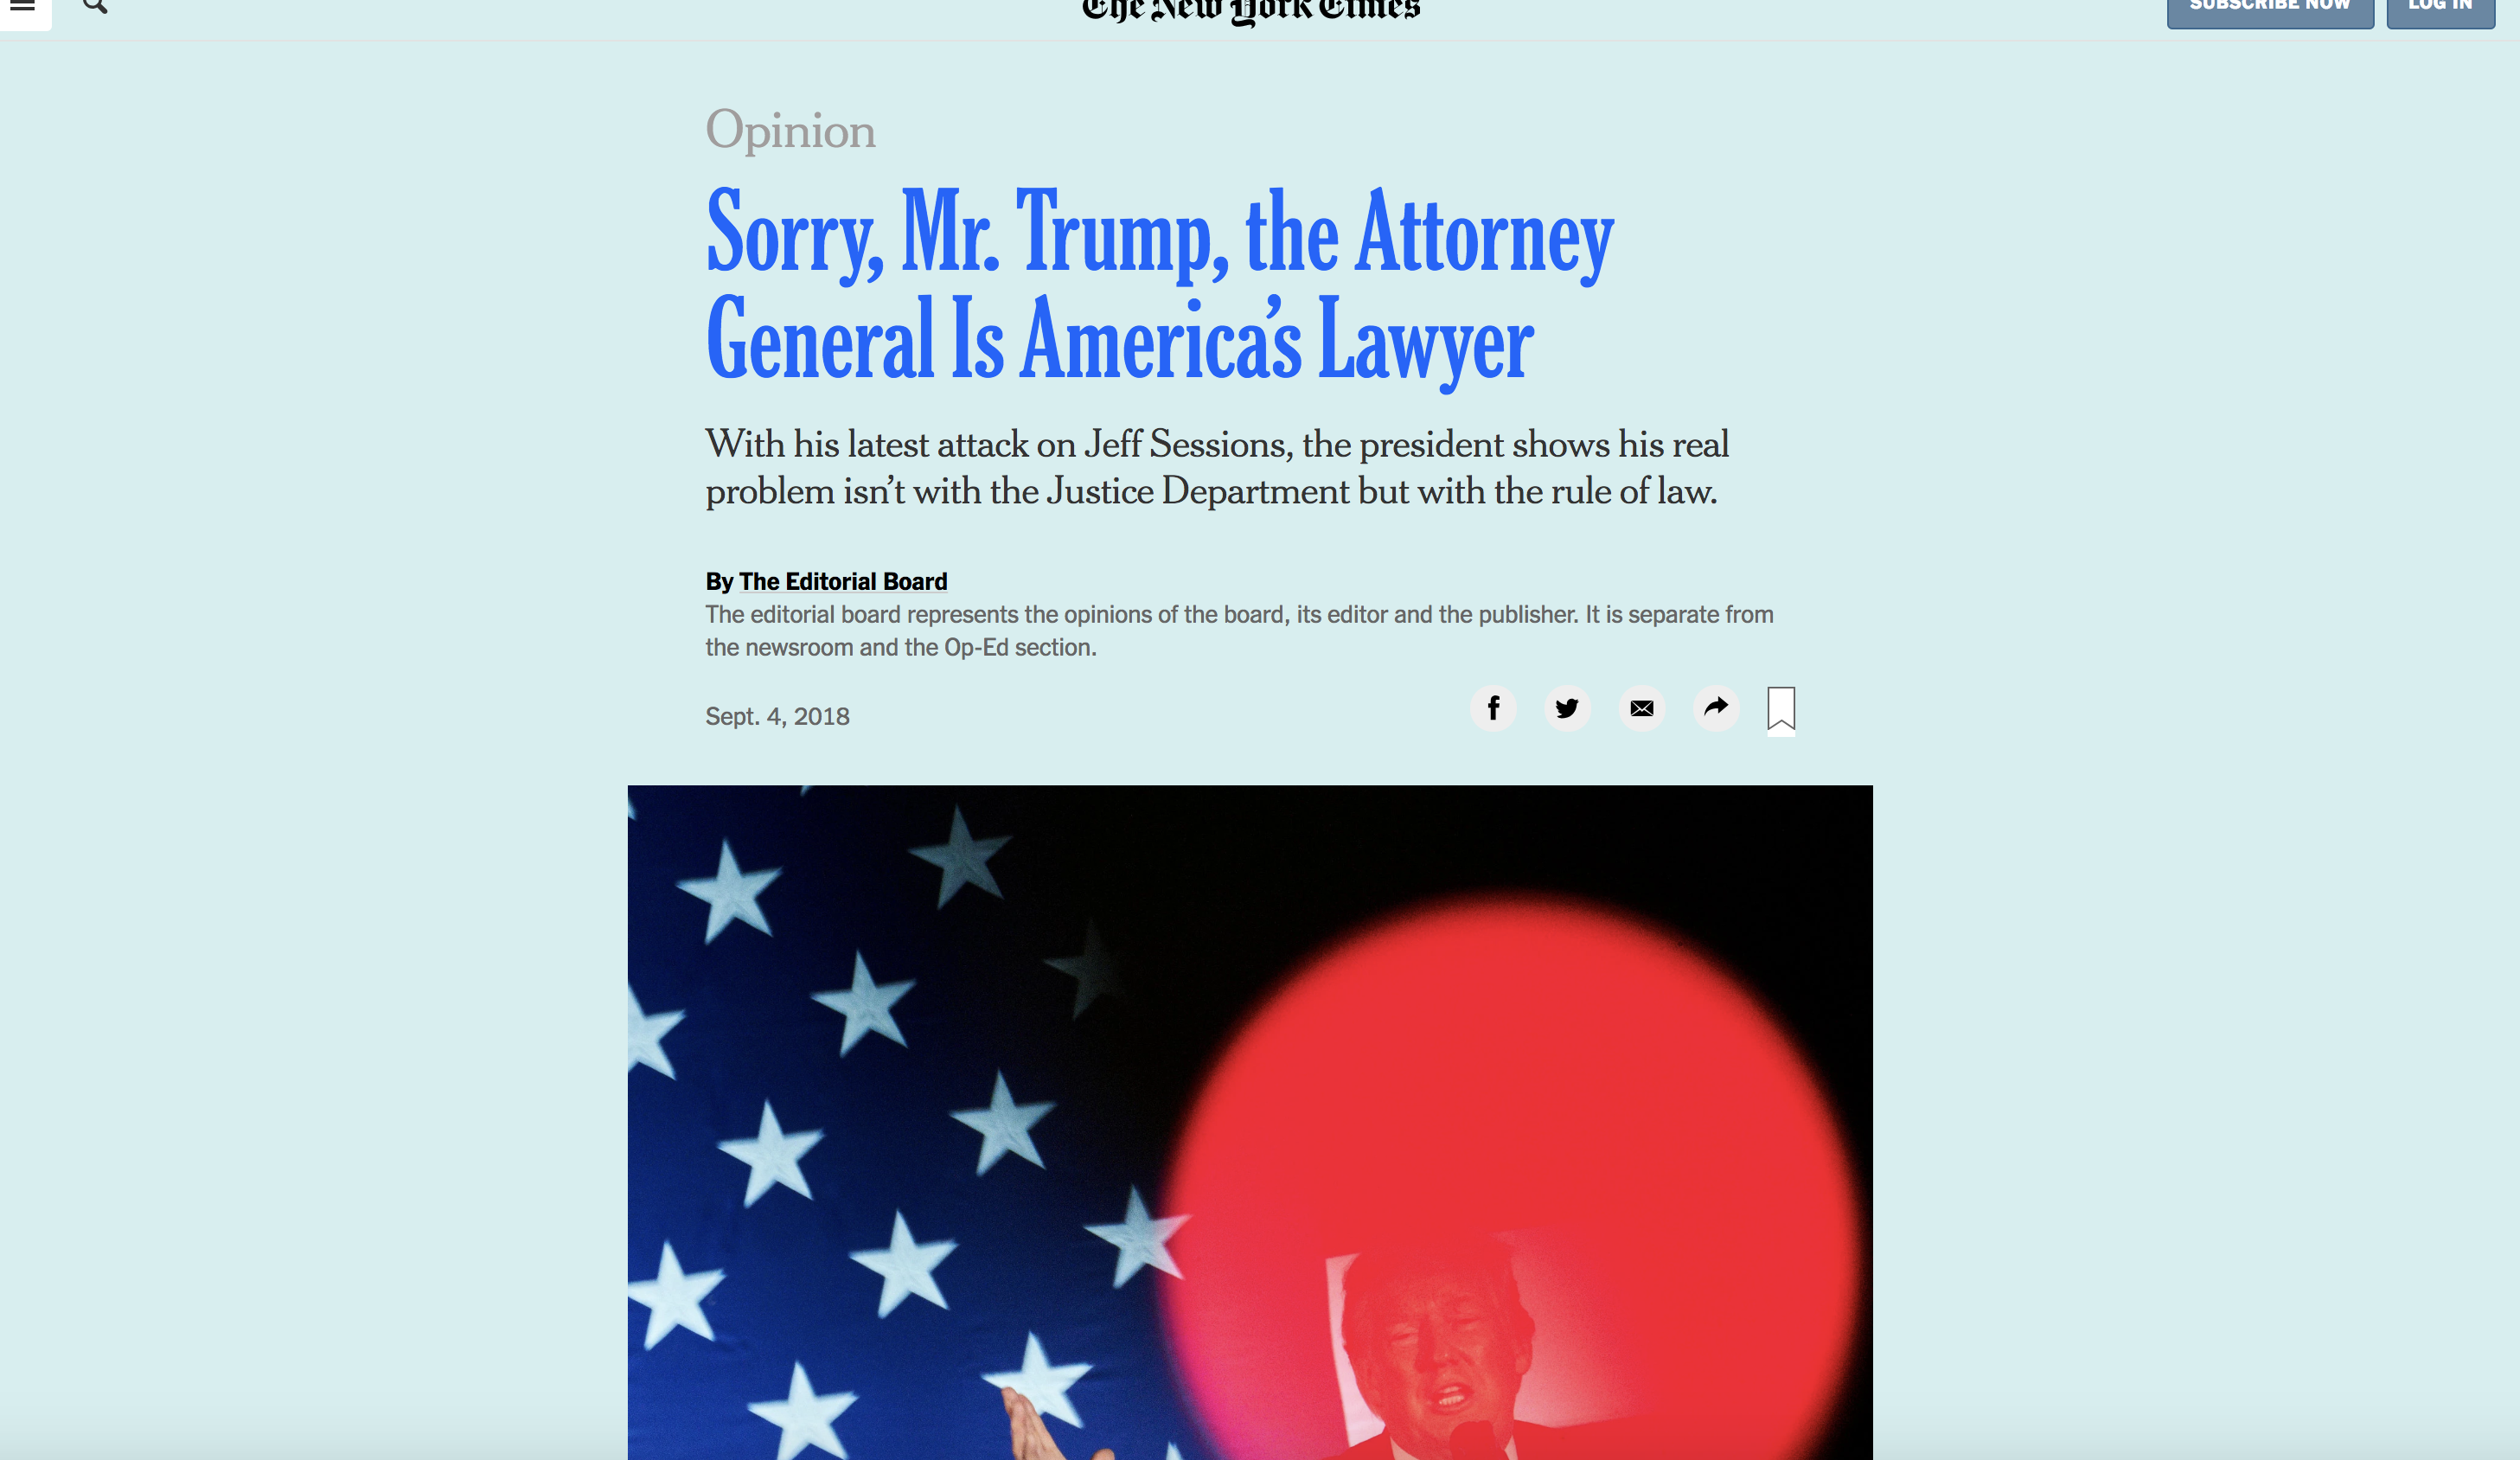 The New York Times
SUBSCRIBE NOW
LOG IN
Opinion
Sorry, Mr. Trump, the Attorney
General Is America’s Lawyer
With his latest attack on Jeff Sessions, the president shows his real
problem isn’t with the Justice Department but with the rule of law.
By The Editorial Board
The editorial board represents the opinions of the board, its editor and the publisher. It is separate from
the newsroom and the Op-Ed section.
Sept. 4, 2018